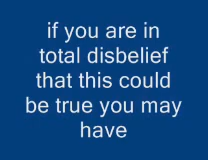 if you are in
total disbelief
that this could
be true you may
have